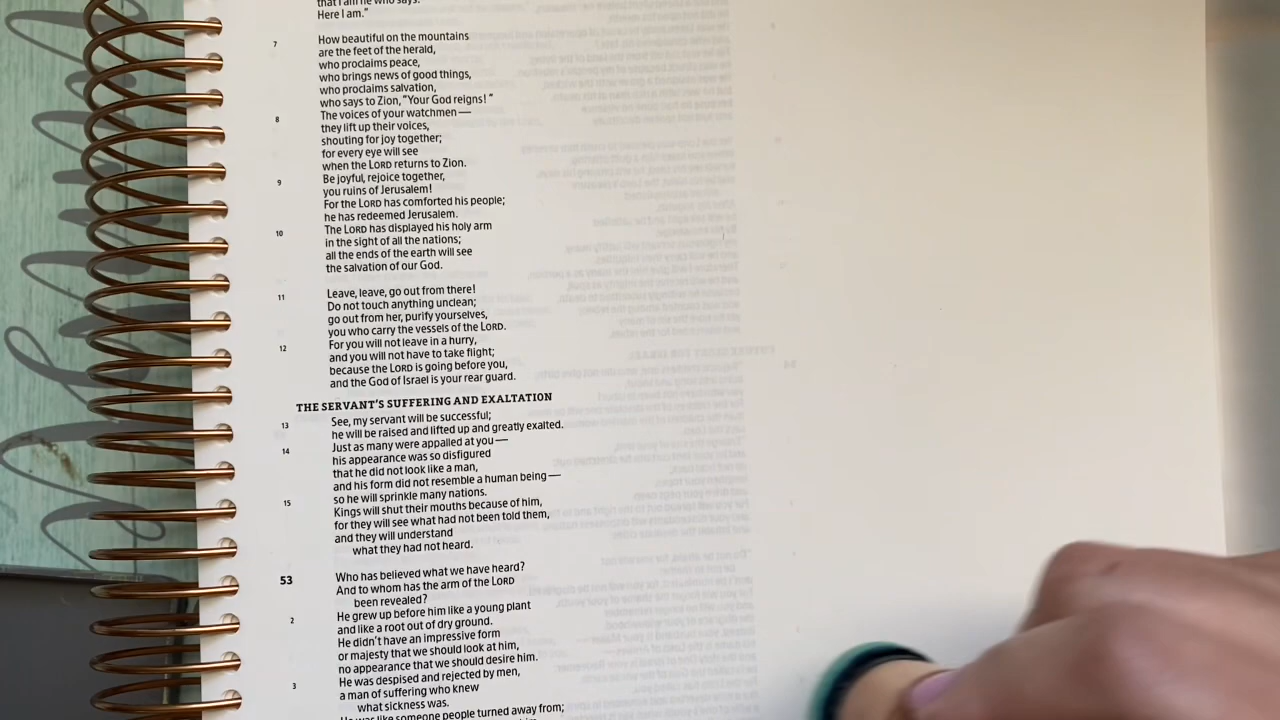 that I am he who says:
Here I am."
7 How beautiful on the mountains
are the feet of the herald,
who proclaims peace,
who brings news of good things,
who proclaims salvation,
who says to Zion, "Your God reigns! "
8 The voices of your watchmen —
they lift up their voices,
shouting for joy together;
for every eye will see
when the LORD returns to Zion.
9 Be joyful, rejoice together,
you ruins of Jerusalem!
For the LORD has comforted his people;
he has redeemed Jerusalem.
10 The LORD has displayed his holy arm
in the sight of all the nations;
all the ends of the earth will see
the salvation of our God.
11 Leave, leave, go out from there!
Do not touch anything unclean;
go out from her, purify yourselves,
you who carry the vessels of the LORD.
12 For you will not leave in a hurry,
and you will not have to take flight;
because the LORD is going before you,
and the God of Israel is your rear guard.
THE SERVANT'S SUFFERING AND EXALTATION
13 See, my servant will be successful;
he will be raised and lifted up and greatly exalted.
14 Just as many were appalled at you —
his appearance was so disfigured
that he did not look like a man,
and his form did not resemble a human being —
15 so he will sprinkle many nations.
Kings will shut their mouths because of him,
for they will see what had not been told them,
and they will understand
what they had not heard.
53 Who has believed what we have heard?
And to whom has the arm of the LORD
been revealed?
2 He grew up before him like a young plant
and like a root out of dry ground.
He didn't have an impressive form
or majesty that we should look at him,
no appearance that we should desire him.
3 He was despised and rejected by men,
a man of suffering who knew
what sickness was.
He was like someone people turned away from;